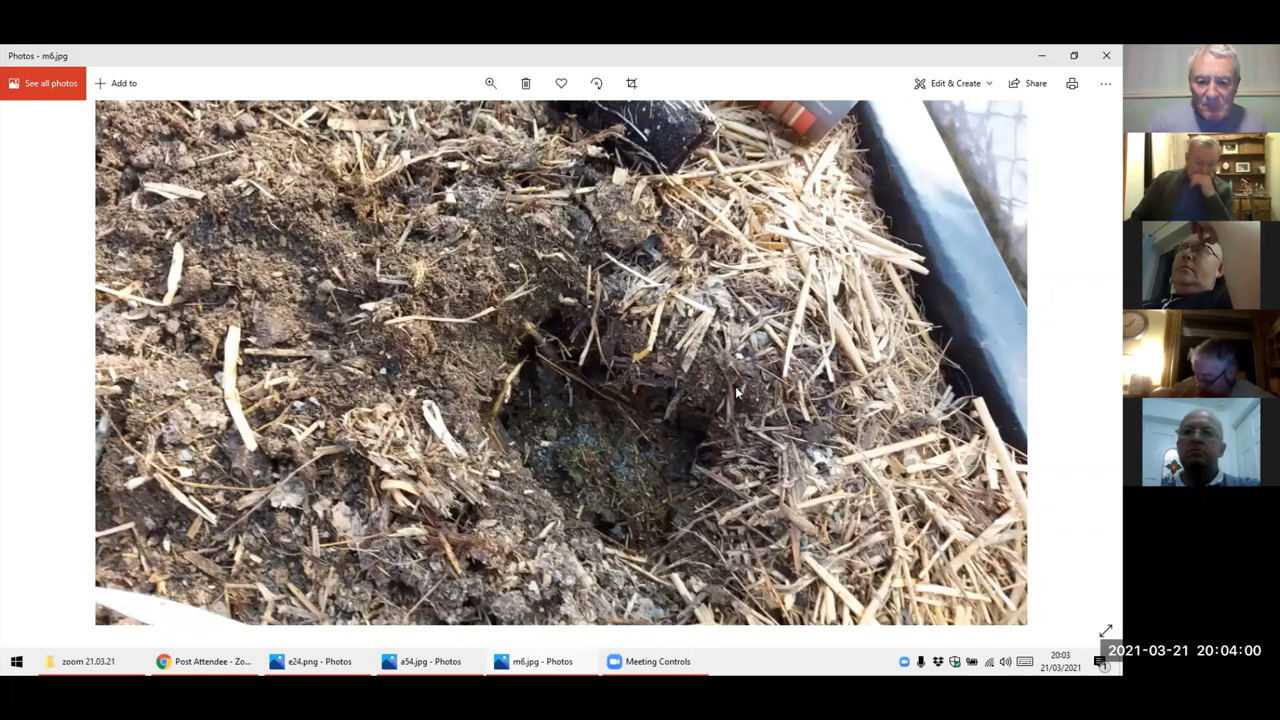 Photos - m6.jpg
See all photos
Add to
Edit & Create
Share
zoom 21.03.21
Post Attendee - Zo...
e24.png - Photos
a54.jpg - Photos
m6.jpg - Photos
Meeting Controls
20:03
21/03/2021
1
2021-03-21 20:04:00